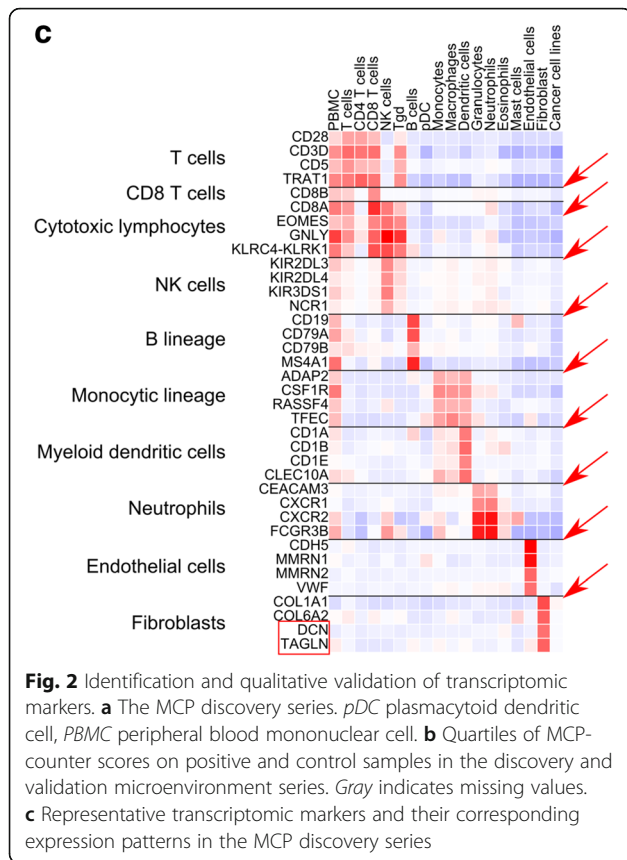 c
PBMC
T cells
CD4 T cells
CD8 T cells
NK cells
Tgd
B cells
pDC
Monocytes
Macrophages
Dendritic cells
Granulocytes
Neutrophils
Eosinophils
Mast cells
Endothelial cells
Fibroblast
Cancer cell lines
T cells
CD28
CD3D
CD5
TRAT1
CD8 T cells
CD8B
Cytotoxic lymphocytes
CD8A
EOMES
GNLY
KLRC4-KLRK1
NK cells
KIR2DL3
KIR2DL4
KIR3DS1
NCR1
B lineage
CD19
CD79A
CD79B
MS4A1
Monocytic lineage
ADAP2
CSF1R
RASSF4
TFEC
Myeloid dendritic cells
CD1A
CD1B
CD1E
CLEC10A
Neutrophils
CEACAM3
CXCR1
CXCR2
FCGR3B
Endothelial cells
CDH5
MMRN1
MMRN2
VWF
Fibroblasts
COL1A1
COL6A2
DCN
TAGLN
Fig. 2 Identification and qualitative validation of transcriptomic
markers. a The MCP discovery series. pDC plasmacytoid dendritic
cell, PBMC peripheral blood mononuclear cell. b Quartiles of MCP-
counter scores on positive and control samples in the discovery and
validation microenvironment series. Gray indicates missing values.
c Representative transcriptomic markers and their corresponding
expression patterns in the MCP discovery series